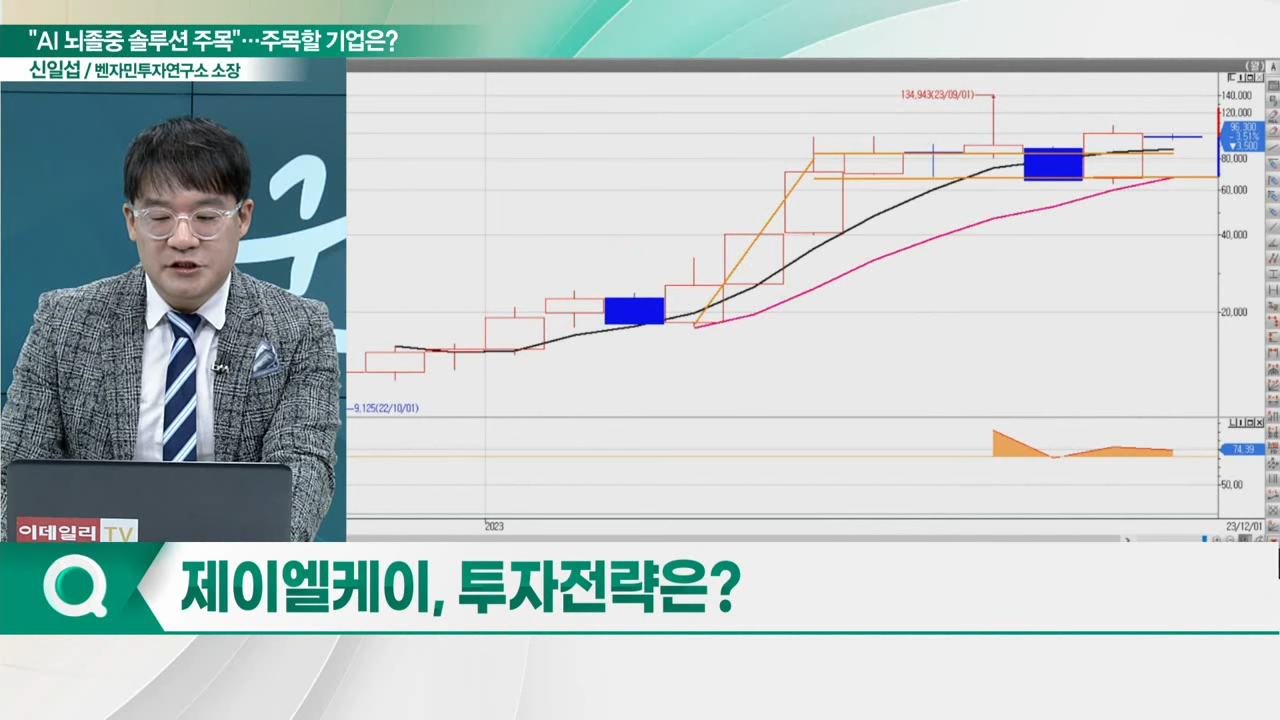 "AI 뇌졸중 솔루션 주목"…주목할 기업은?
신일섭 / 벤자민투자연구소 소장
(월)
A
134,943(23/09/01)
140,000
120,000
96,300
-3.51%
▼3,500
80,000
60,000
40,000
20,000
9,125(22/10/01)
74.39
50.00
2023
23/12/01
이데일리 TV
제이엘케이, 투자전략은?